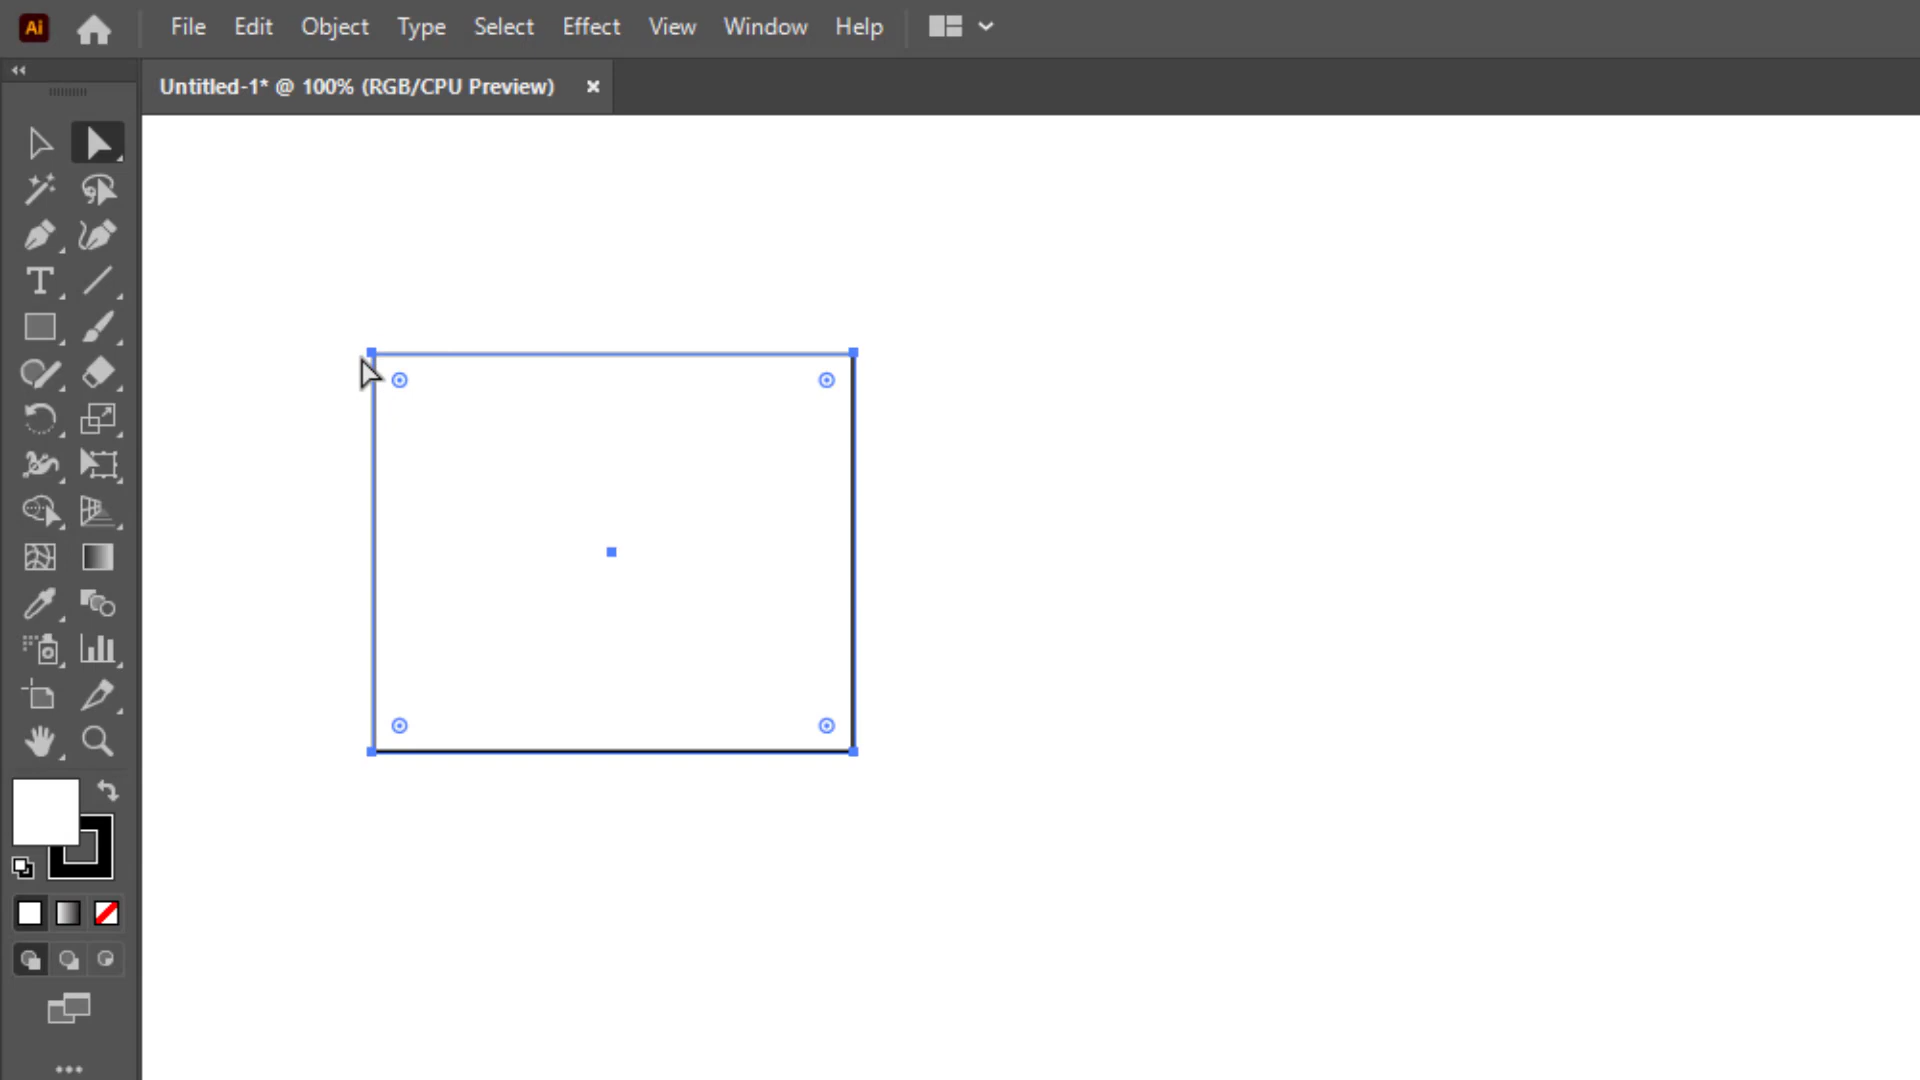 Ai File Edit Object Type Select Effect View Window Help
Untitled-1* @ 100% (RGB/CPU Preview)